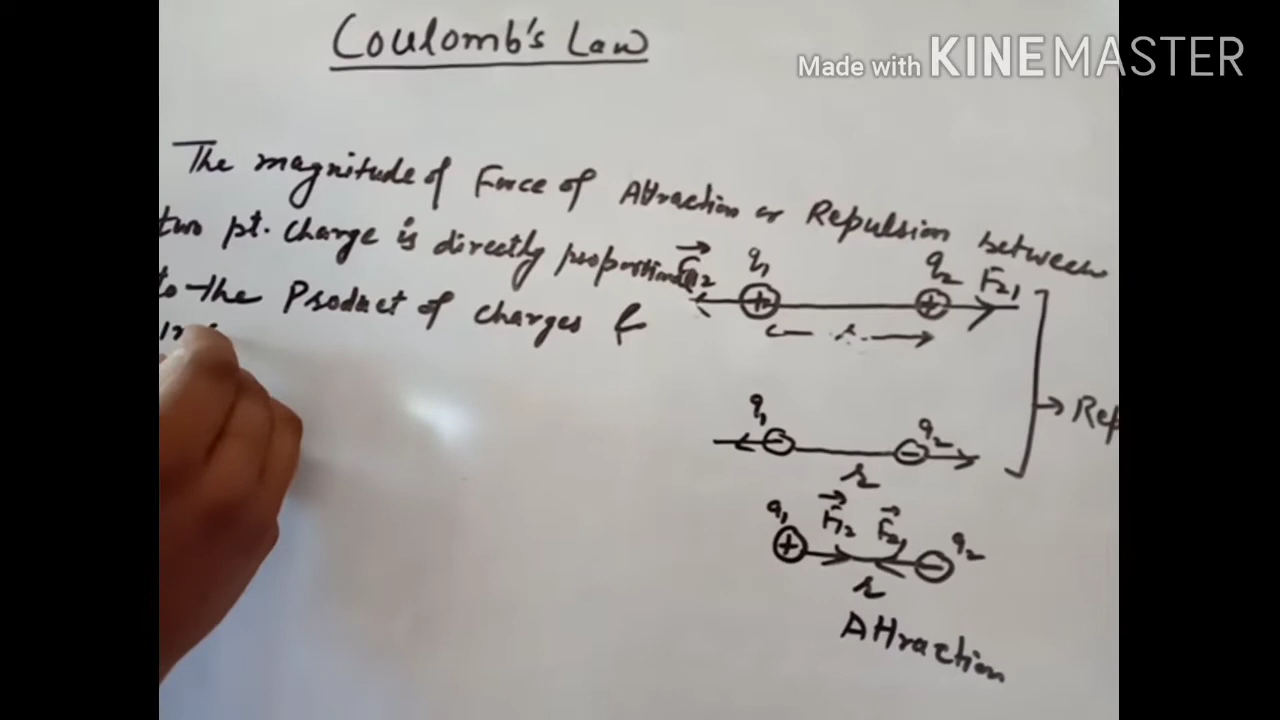 Coulomb's Law
Made with KINEMASTER
The magnitude of Force of Attraction or Repulsion between
two pt. charge is directly proportional
to the Product of charges &
F12
q1
q2
F21
+
+
r
Rep
q1
q2
-
-
r
q1
F12
F21
q2
+
-
r
Attraction